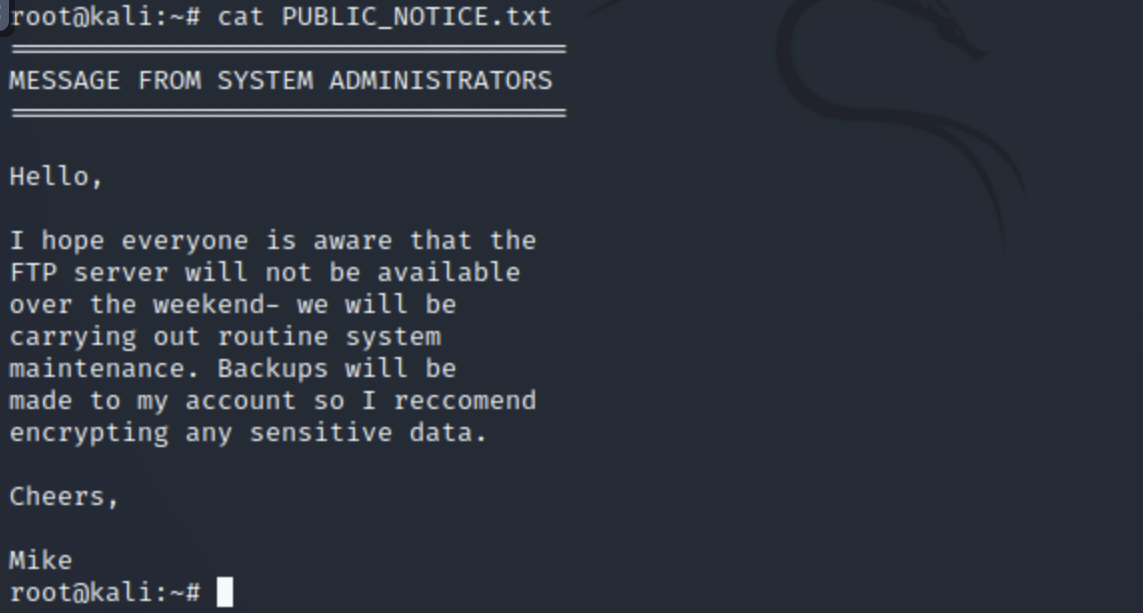 root@kali:~# cat PUBLIC_NOTICE.txt
===================================
MESSAGE FROM SYSTEM ADMINISTRATORS
===================================
Hello,
I hope everyone is aware that the
FTP server will not be available
over the weekend- we will be
carrying out routine system
maintenance. Backups will be
made to my account so I reccomend
encrypting any sensitive data.
Cheers,
Mike
root@kali:~#